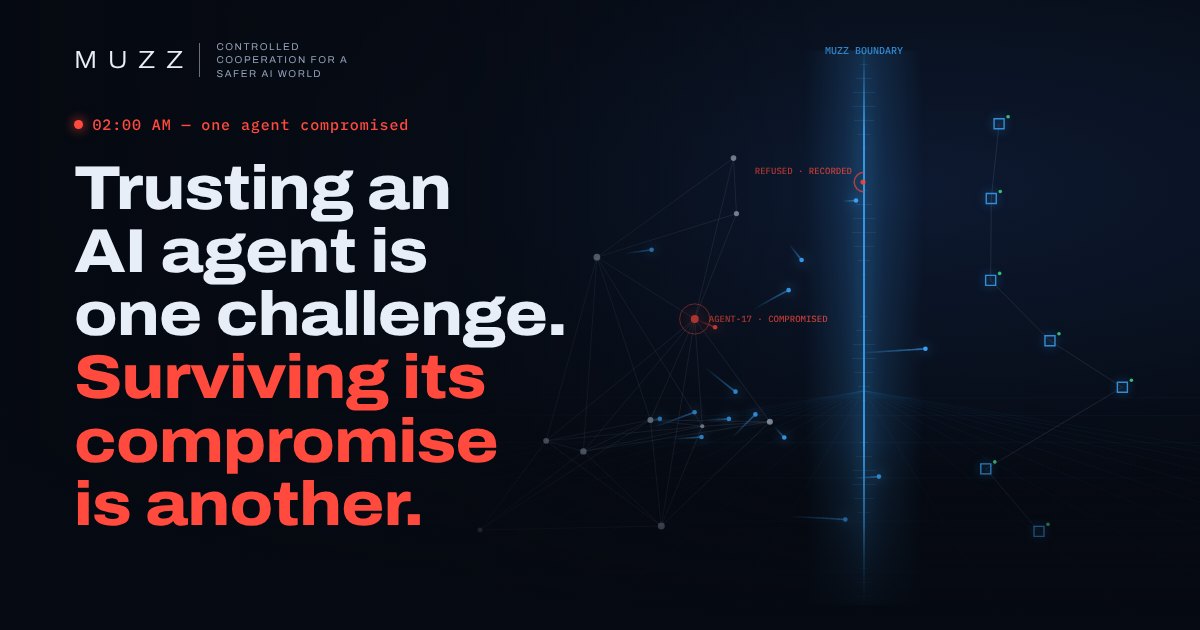 MUZZ
CONTROLLED
COOPERATION FOR A
SAFER AI WORLD
02:00 AM — one agent compromised
Trusting an
AI agent is
one challenge.
Surviving its
compromise
is another.
MUZZ BOUNDARY
REFUSED · RECORDED
AGENT-17 · COMPROMISED